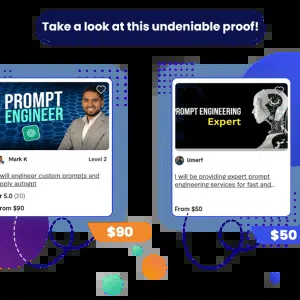 Take a look at this undeniable proof!
PROMPT
ENGINEER
Mark K
Level 2
will engineer custom prompts and
pply autogpt
5.0 (20)
From $90
$90
ROMPT ENGINEERING
Expert
Umerf
I will be providing expert prompt
engineering services for fast and...
From $50
$50